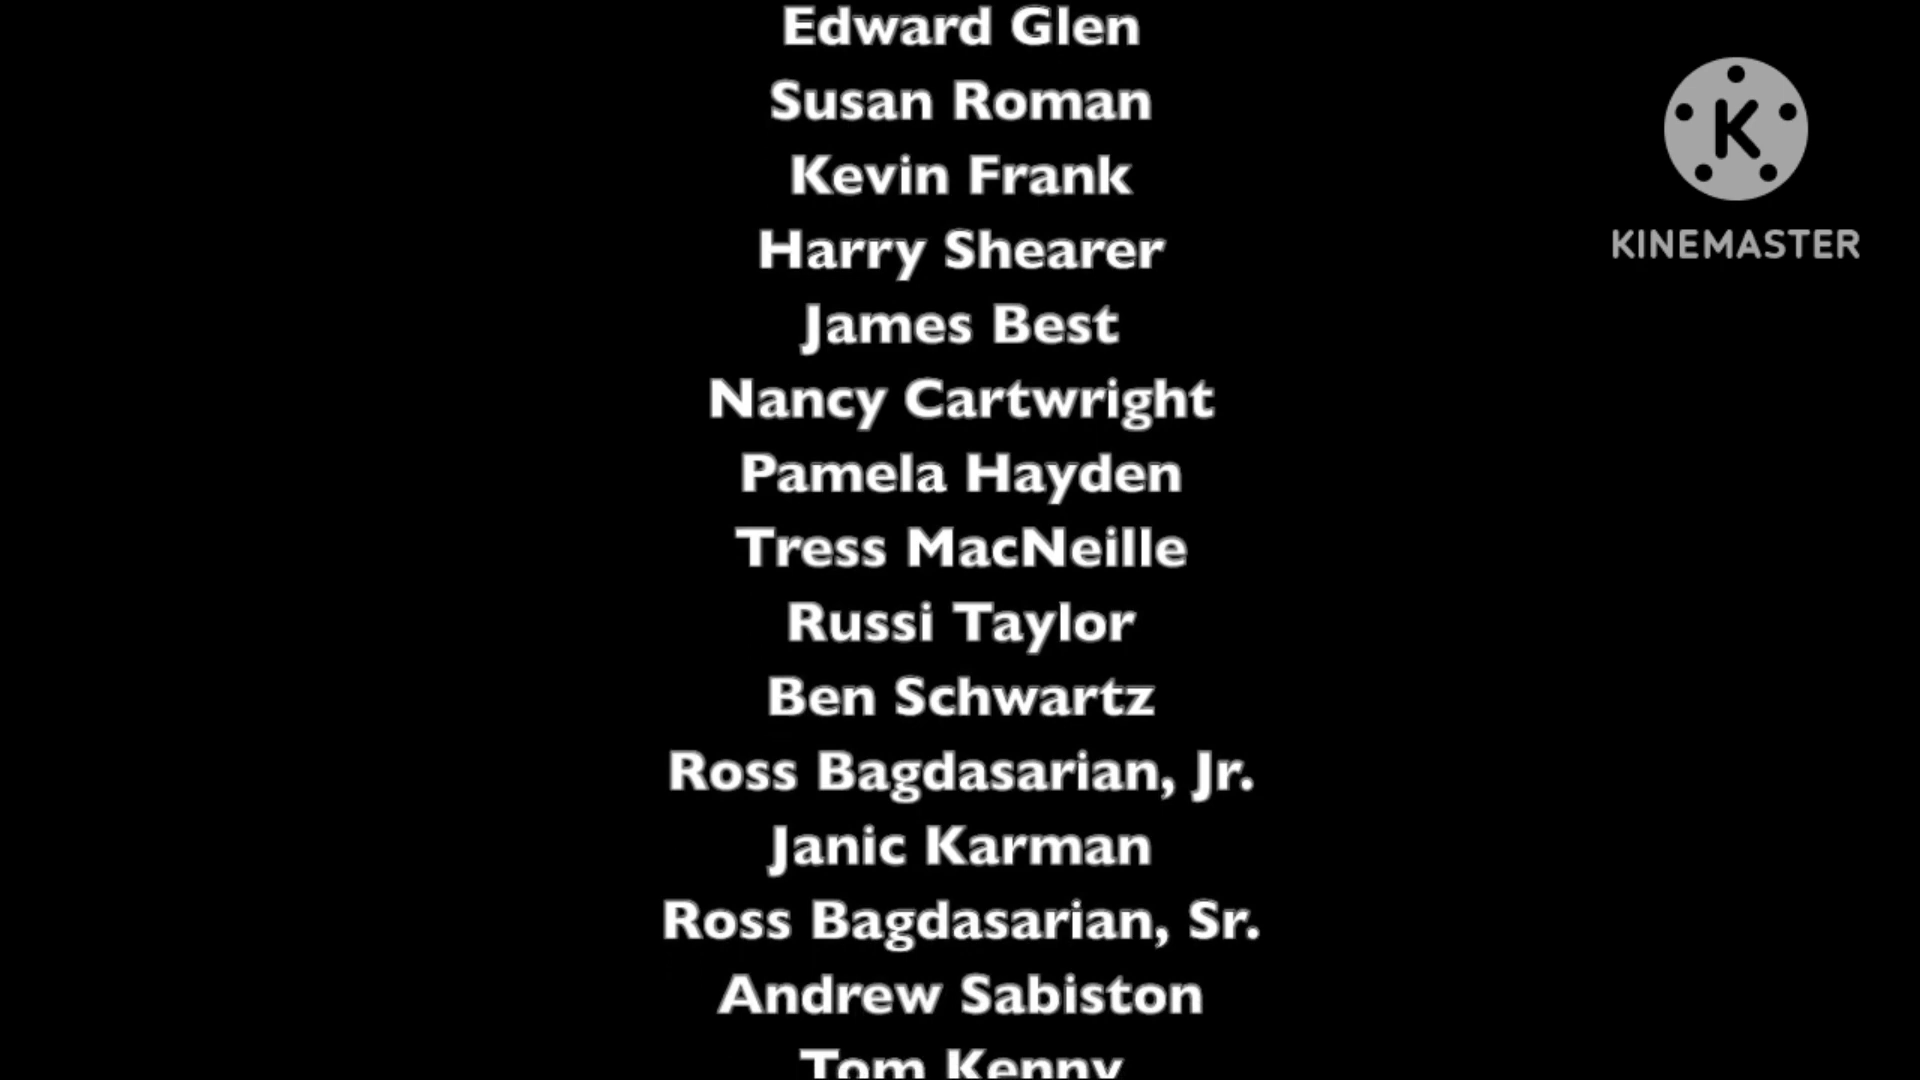 Edward Glen
Susan Roman
Kevin Frank
Harry Shearer
James Best
Nancy Cartwright
Pamela Hayden
Tress MacNeille
Russi Taylor
Ben Schwartz
Ross Bagdasarian, Jr.
Janic Karman
Ross Bagdasarian, Sr.
Andrew Sabiston
Tom Kenny
K
KINEMASTER